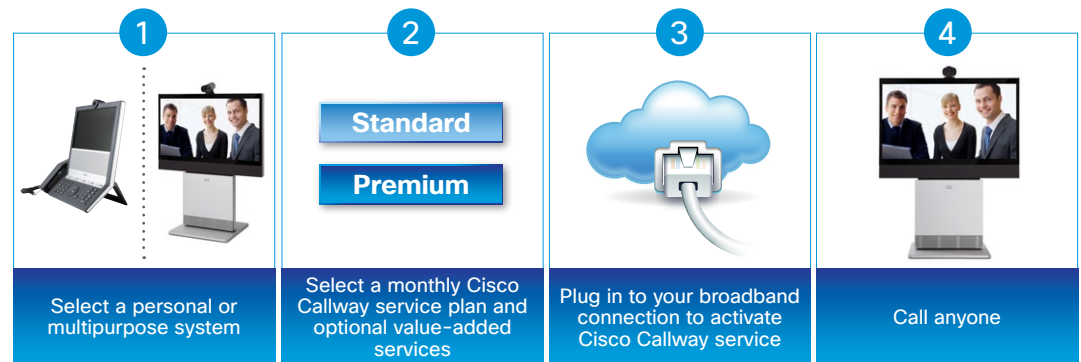 1
Select a personal or
multipurpose system
2
Standard
Premium
Select a monthly Cisco
Callway service plan and
optional value-added
services
3
Plug in to your broadband
connection to activate
Cisco Callway service
4
Call anyone